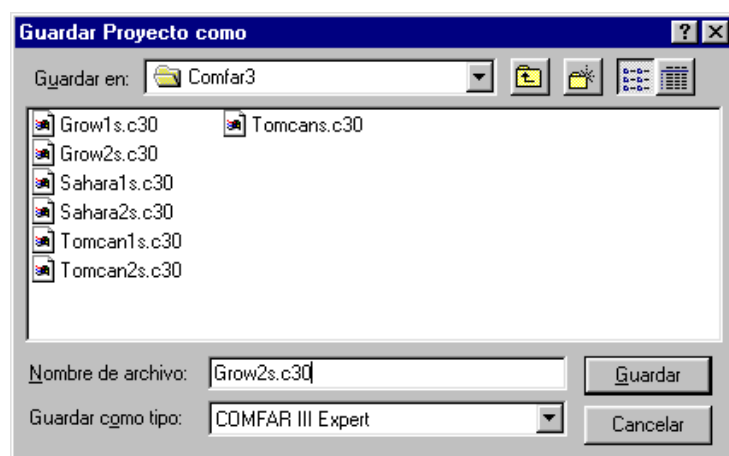 Guardar Proyecto como
Guardar en: Comfar3
Grow1s.c30 Tomcans.c30
Grow2s.c30
Sahara1s.c30
Sahara2s.c30
Tomcan1s.c30
Tomcan2s.c30
Nombre de archivo: Grow2s.c30 Guardar
Guardar como tipo: COMFAR III Expert Cancelar